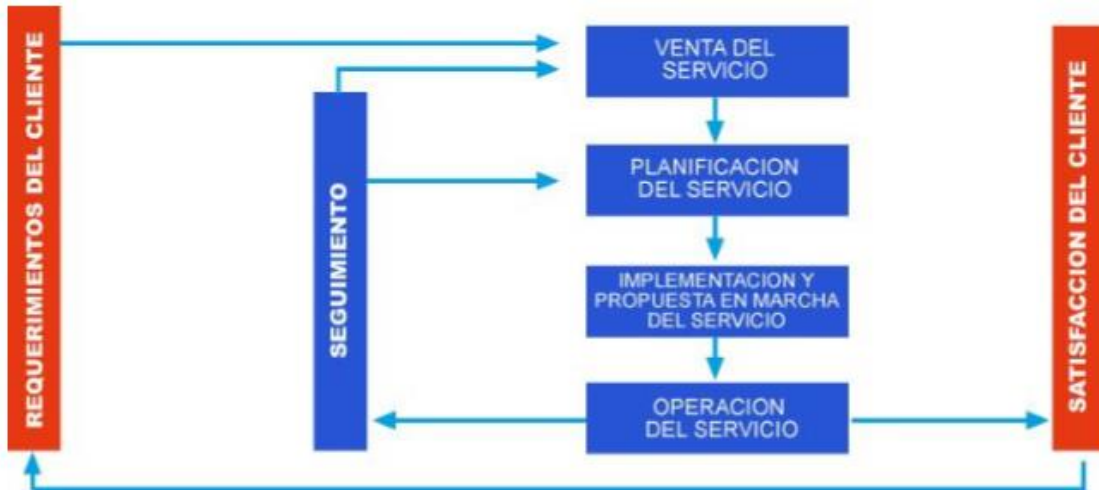 REQUERIMIENTOS DEL CLIENTE
SEGUIMIENTO
VENTA DEL
SERVICIO
PLANIFICACION
DEL SERVICIO
IMPLEMENTACION Y
PROPUESTA EN MARCHA
DEL SERVICIO
OPERACION
DEL SERVICIO
SATISFACCION DEL CLIENTE